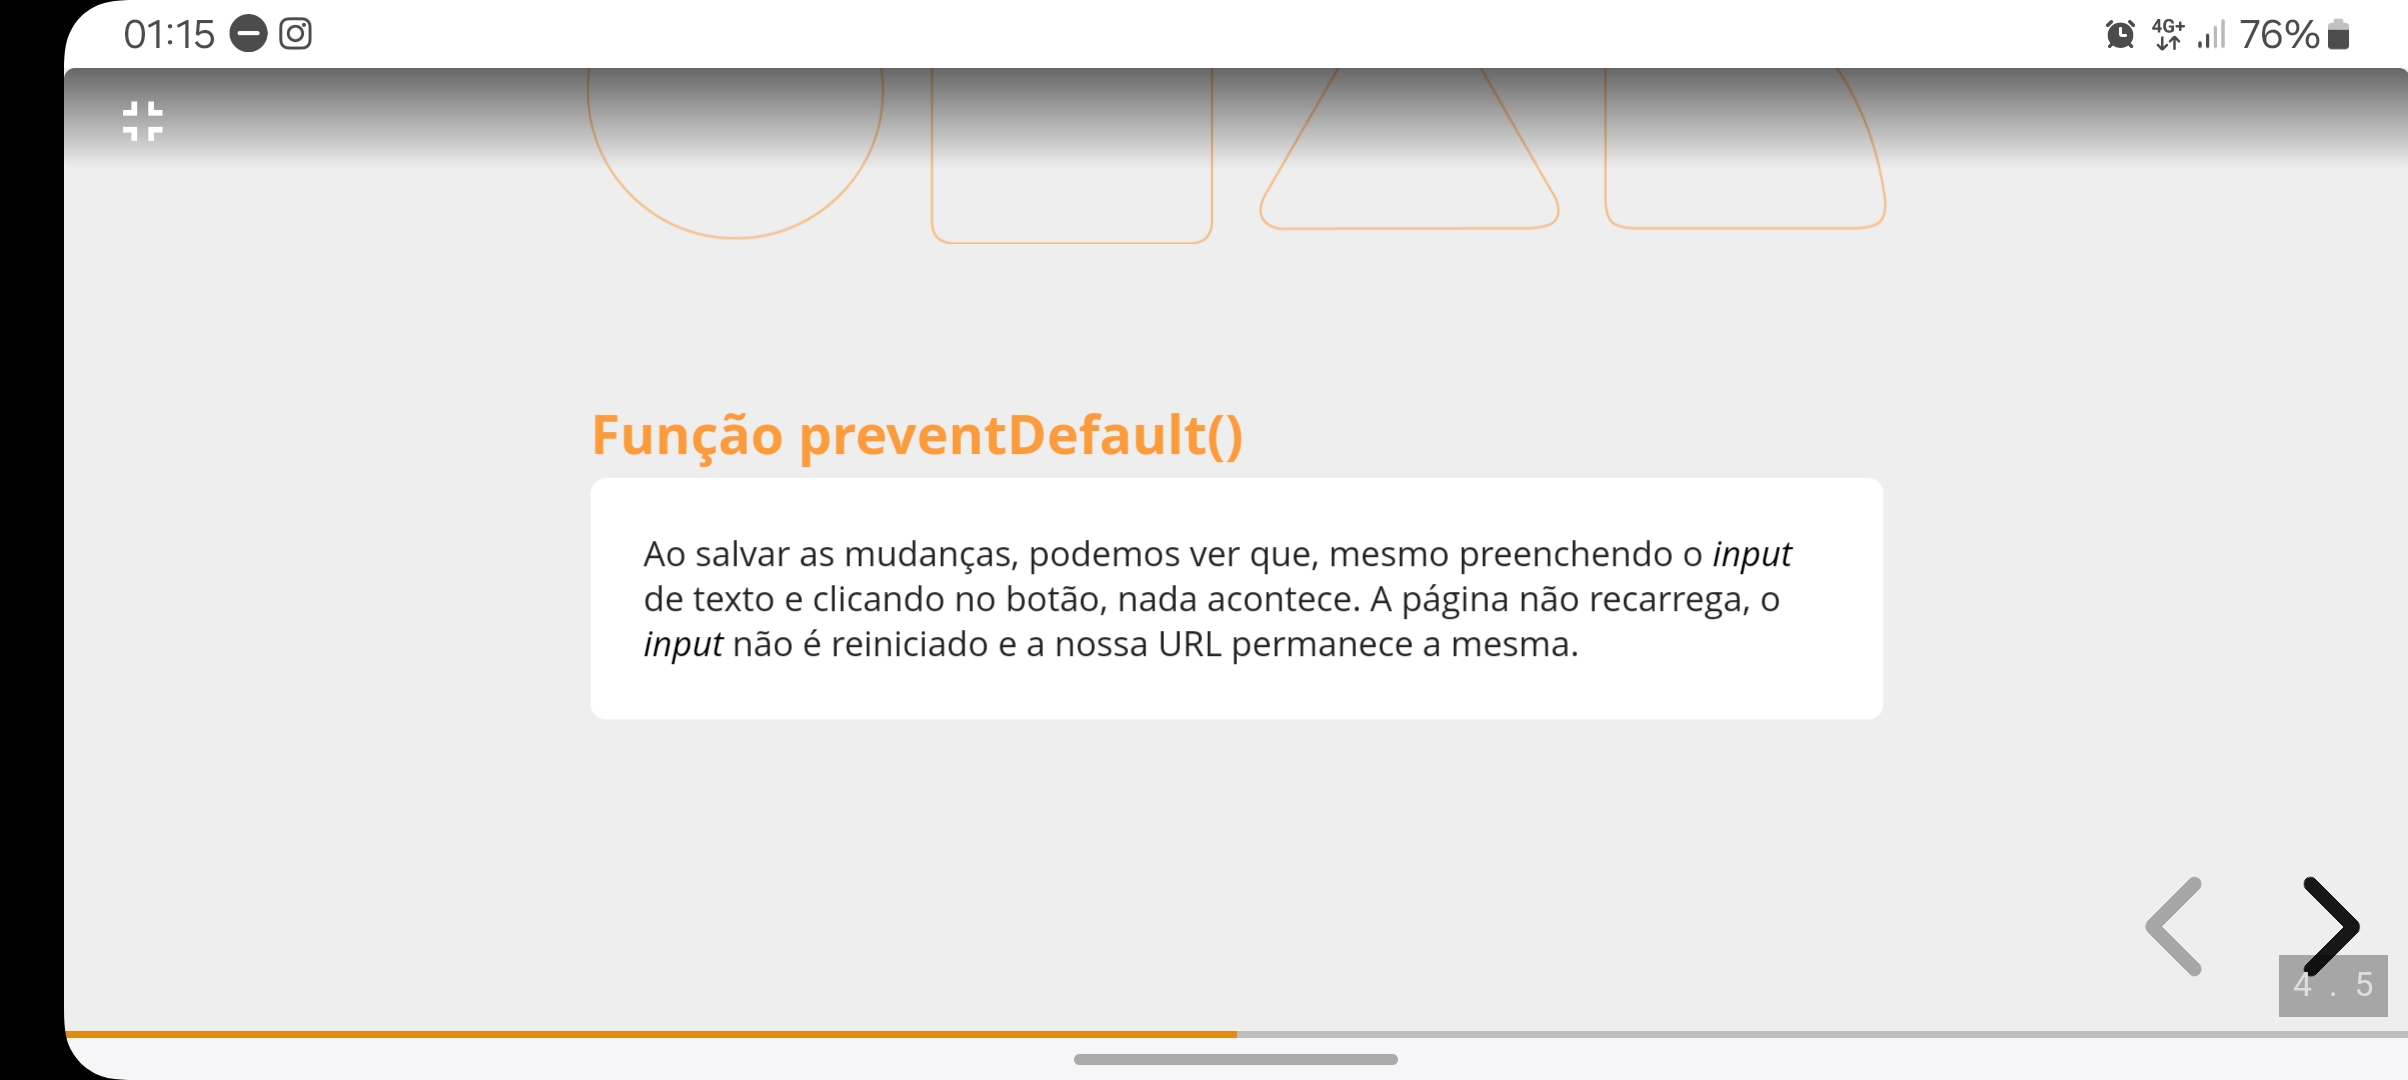 01:15 4G+ 76%
Função preventDefault()
Ao salvar as mudanças, podemos ver que, mesmo preenchendo o input
de texto e clicando no botão, nada acontece. A página não recarrega, o
input não é reiniciado e a nossa URL permanece a mesma.
4 . 5